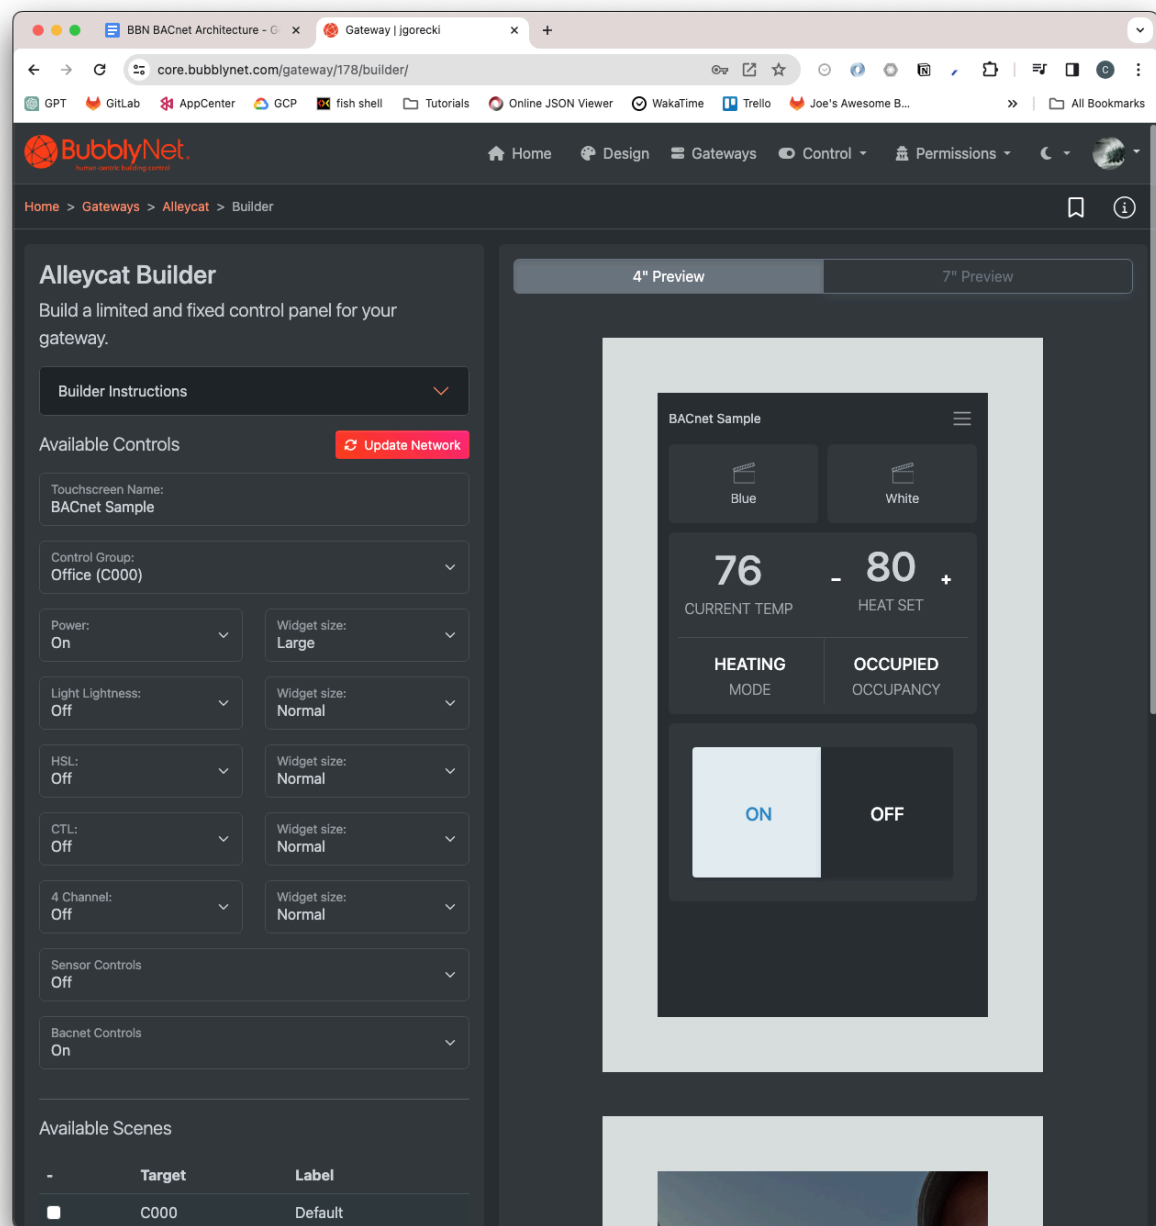 BBN BACnet Architecture - G
Gateway | jgorecki
core.bubblynet.com/gateway/178/builder/
GPT GitLab AppCenter GCP fish shell Tutorials Online JSON Viewer WakaTime Trello Joe's Awesome B... » All Bookmarks
BubblyNet.
human-centric building control
Home Design Gateways Control Permissions
Home > Gateways > Alleycat > Builder
Alleycat Builder
Build a limited and fixed control panel for your
gateway.
Builder Instructions
Available Controls
Update Network
Touchscreen Name:
BACnet Sample
Control Group:
Office (C000)
Power:
On
Widget size:
Large
Light Lightness:
Off
Widget size:
Normal
HSL:
Off
Widget size:
Normal
CTL:
Off
Widget size:
Normal
4 Channel:
Off
Widget size:
Normal
Sensor Controls
Off
Bacnet Controls
On
Available Scenes
- Target Label
C000 Default
4" Preview
7" Preview
BACnet Sample
Blue
White
76
CURRENT TEMP
- 80 +
HEAT SET
HEATING
MODE
OCCUPIED
OCCUPANCY
ON
OFF